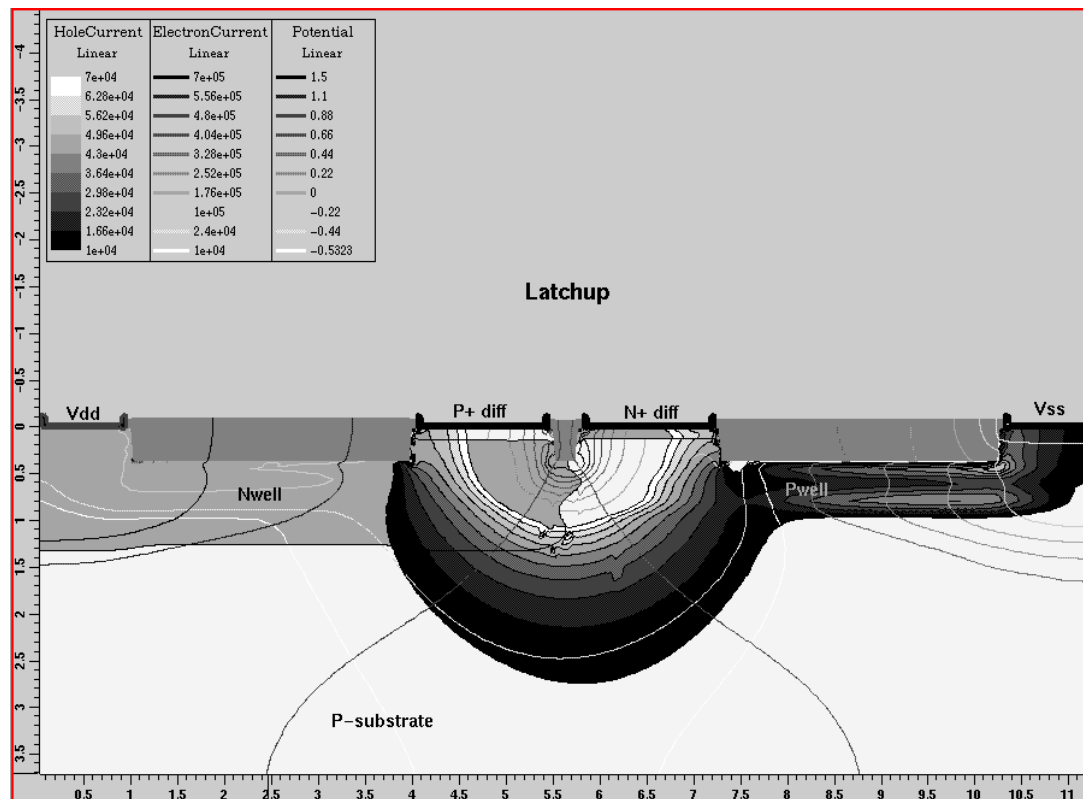 HoleCurrent ElectronCurrent Potential
Linear Linear Linear
7e+04 7e+05 1.5
6.28e+04 5.56e+05 1.1
5.62e+04 4.8e+05 0.88
4.96e+04 4.04e+05 0.66
4.3e+04 3.28e+05 0.44
3.64e+04 2.52e+05 0.22
2.98e+04 1.76e+05 0
2.32e+04 1e+05 -0.22
1.66e+04 2.4e+04 -0.44
1e+04 1e+04 -0.5323
-4
-3.5
-3
-2.5
-2
-1.5
-1
-0.5
0
0.5
1
1.5
2
2.5
3
3.5
Latchup
Vdd P+ diff N+ diff Vss
Nwell Pwell
P-substrate
0.5 1 1.5 2 2.5 3 3.5 4 4.5 5 5.5 6 6.5 7 7.5 8 8.5 9 9.5 10 10.5 11